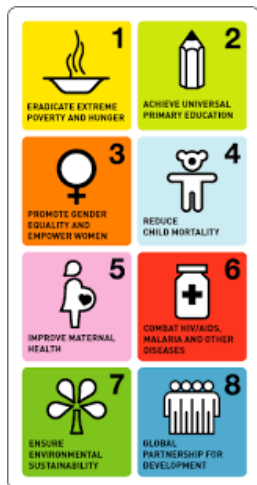 1
ERADICATE EXTREME
POVERTY AND HUNGER
2
ACHIEVE UNIVERSAL
PRIMARY EDUCATION
3
PROMOTE GENDER
EQUALITY AND
EMPOWER WOMEN
4
REDUCE
CHILD MORTALITY
5
IMPROVE MATERNAL
HEALTH
6
COMBAT HIV/AIDS,
MALARIA AND OTHER
DISEASES
7
ENSURE
ENVIRONMENTAL
SUSTAINABILITY
8
GLOBAL
PARTNERSHIP FOR
DEVELOPMENT